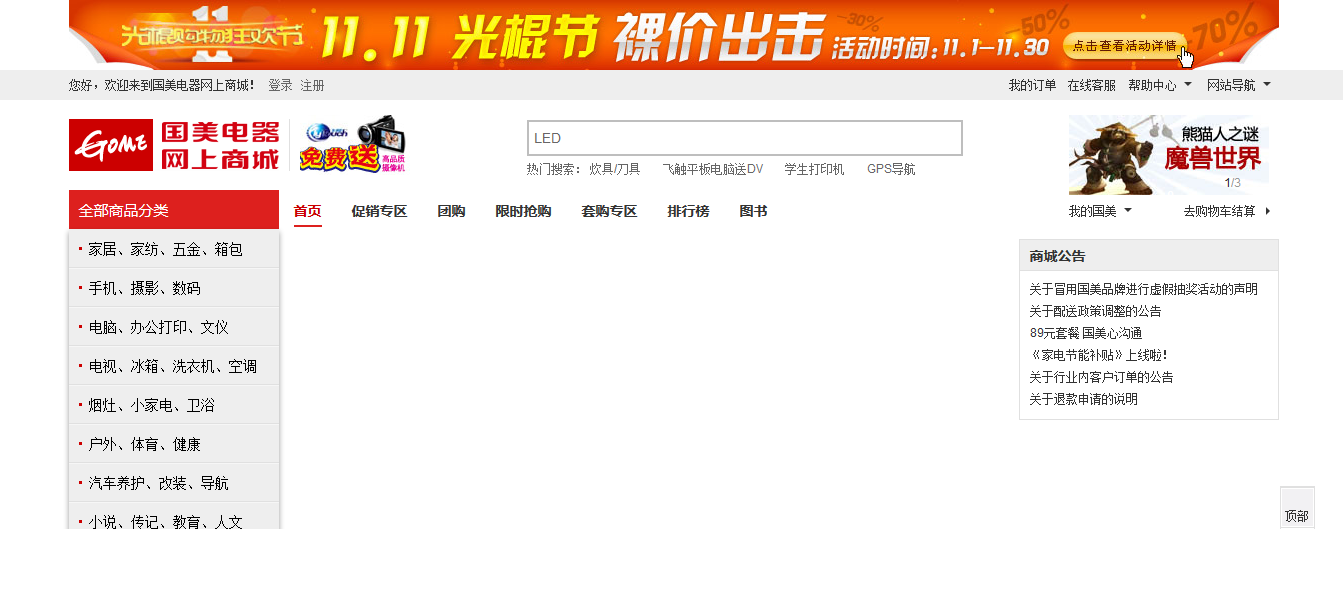 11.11
光棍购物狂欢节
11.11 光棍节 裸价出击 活动时间:11.1—11.30
-30%
-50%
-70%
点击查看活动详情
您好，欢迎来到国美电器网上商城! 登录 注册
我的订单 在线客服 帮助中心 网站导航
GOME 国美电器
网上商城
Utouch
免费送 高品质
摄像机
LED
热门搜索: 炊具/刀具 飞触平板电脑送DV 学生打印机 GPS导航
熊猫人之谜
魔兽世界
1/3
我的国美 去购物车结算
全部商品分类
首页 促销专区 团购 限时抢购 套购专区 排行榜 图书
家居、家纺、五金、箱包
手机、摄影、数码
电脑、办公打印、文仪
电视、冰箱、洗衣机、空调
烟灶、小家电、卫浴
户外、体育、健康
汽车养护、改装、导航
小说、传记、教育、人文
商城公告
关于冒用国美品牌进行虚假抽奖活动的声明
关于配送政策调整的公告
89元套餐 国美心沟通
《家电节能补贴》上线啦!
关于行业内客户订单的公告
关于退款申请的说明
顶部